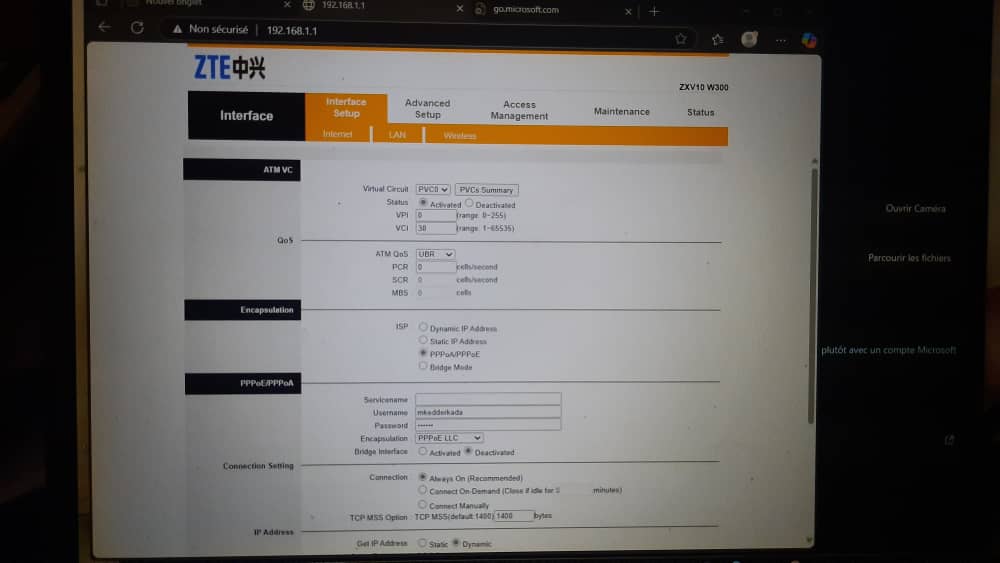 Nouvel onglet
192.168.1.1
go.microsoft.com
Non sécurisé | 192.168.1.1
ZTE中兴
ZXV10 W300
Interface
Interface Setup
Advanced Setup
Access Management
Maintenance
Status
Internet
LAN
Wireless
ATM VC
Virtual Circuit : PVC0 PVCs Summary
Status : Activated Deactivated
VPI : 0 (range: 0~255)
VCI : 38 (range: 1~65535)
QoS
ATM QoS : UBR
PCR : 0 cells/second
SCR : 0 cells/second
MBS : 0 cells
Encapsulation
ISP : Dynamic IP Address
Static IP Address
PPPoA/PPPoE
Bridge Mode
PPPoE/PPPoA
Servicename :
Username : mkedderkada
Password : ••••••
Encapsulation : PPPoE LLC
Bridge Interface : Activated Deactivated
Connection Setting
Connection : Always On (Recommended)
Connect On-Demand (Close if idle for 0 minutes)
Connect Manually
TCP MSS Option : TCP MSS(default:1400) 1400 bytes
IP Address
Get IP Address : Static Dynamic
Ouvrir Caméra
Parcourir les fichiers
plutôt avec un compte Microsoft